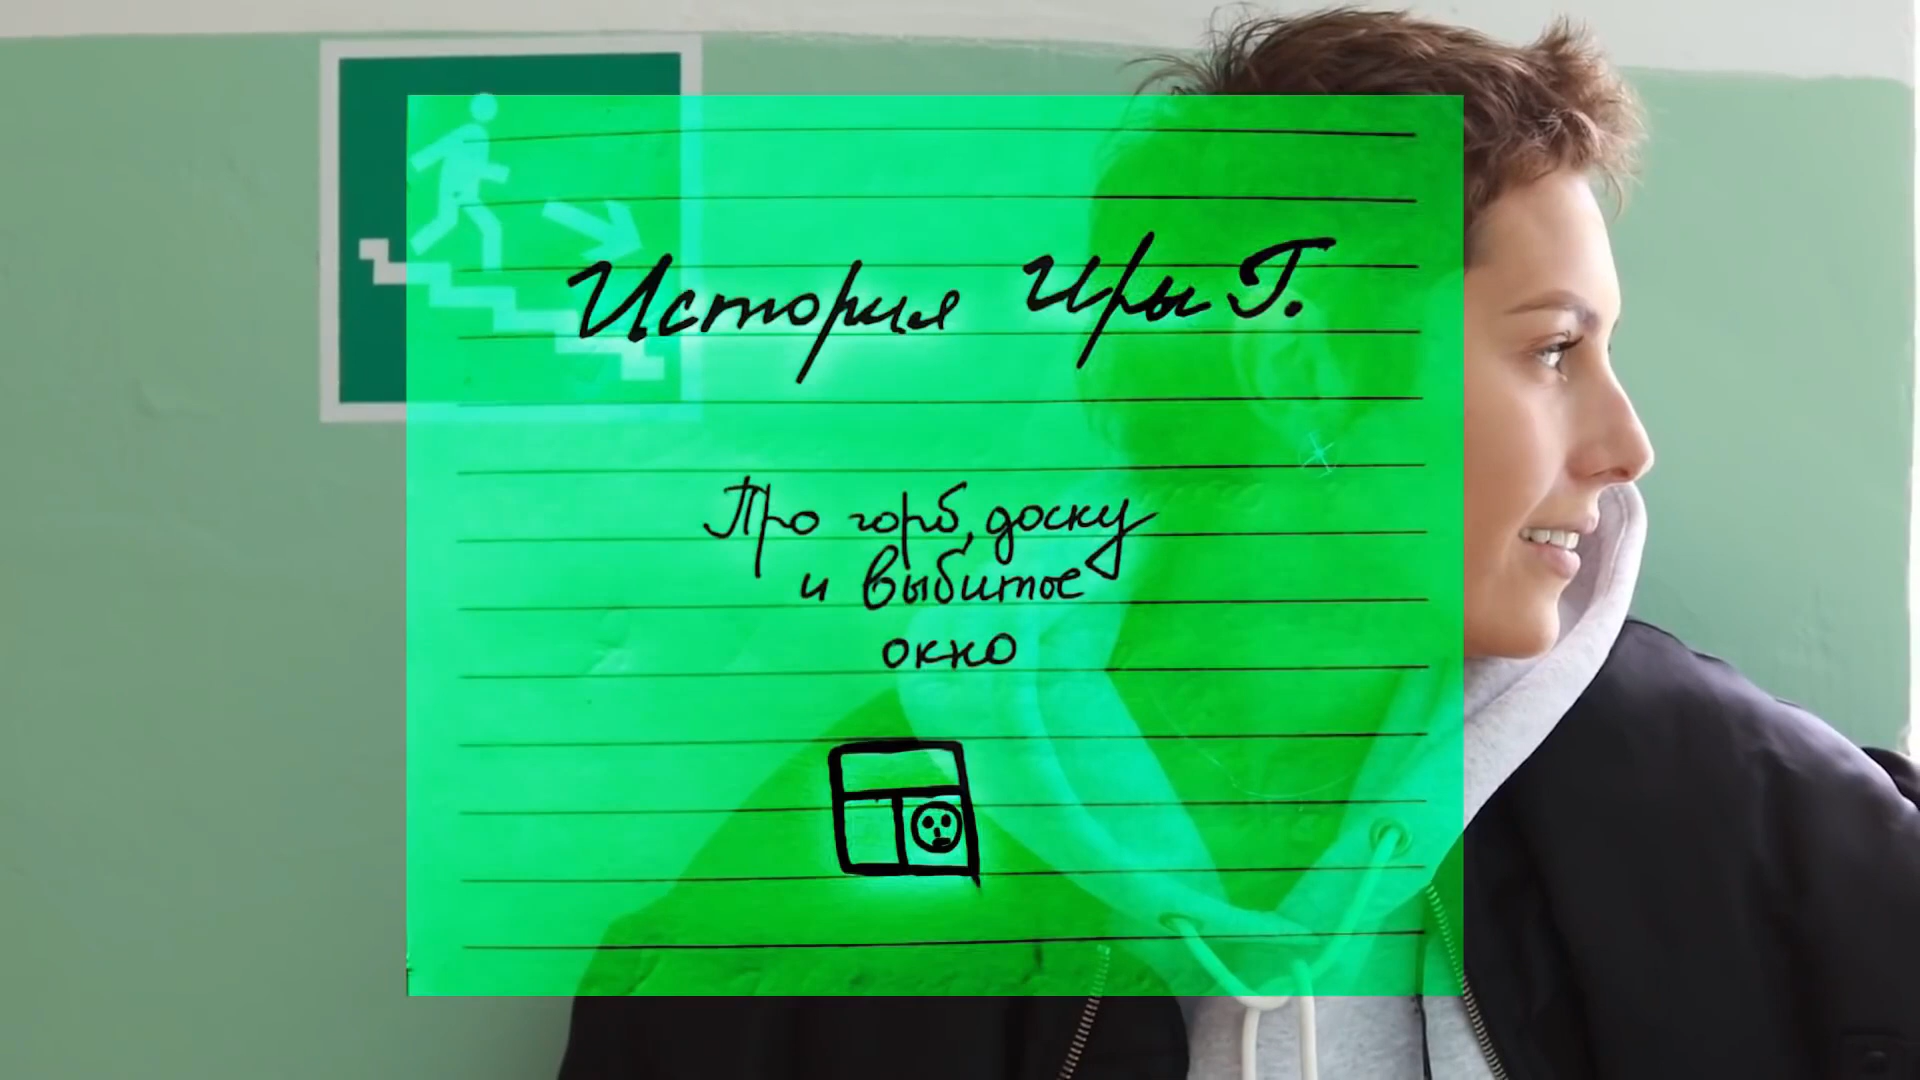 История Иры Г.
Про горб, доску
и выбитое
окно